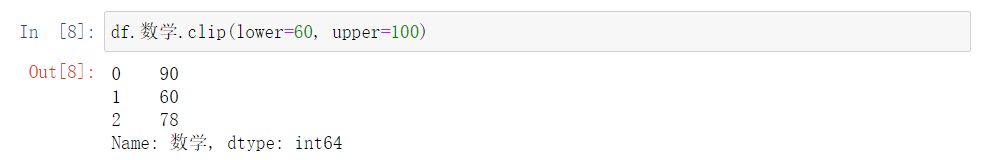 In [8]: df.数学.clip(lower=60, upper=100)
Out[8]: 0 90
1 60
2 78
Name: 数学, dtype: int64